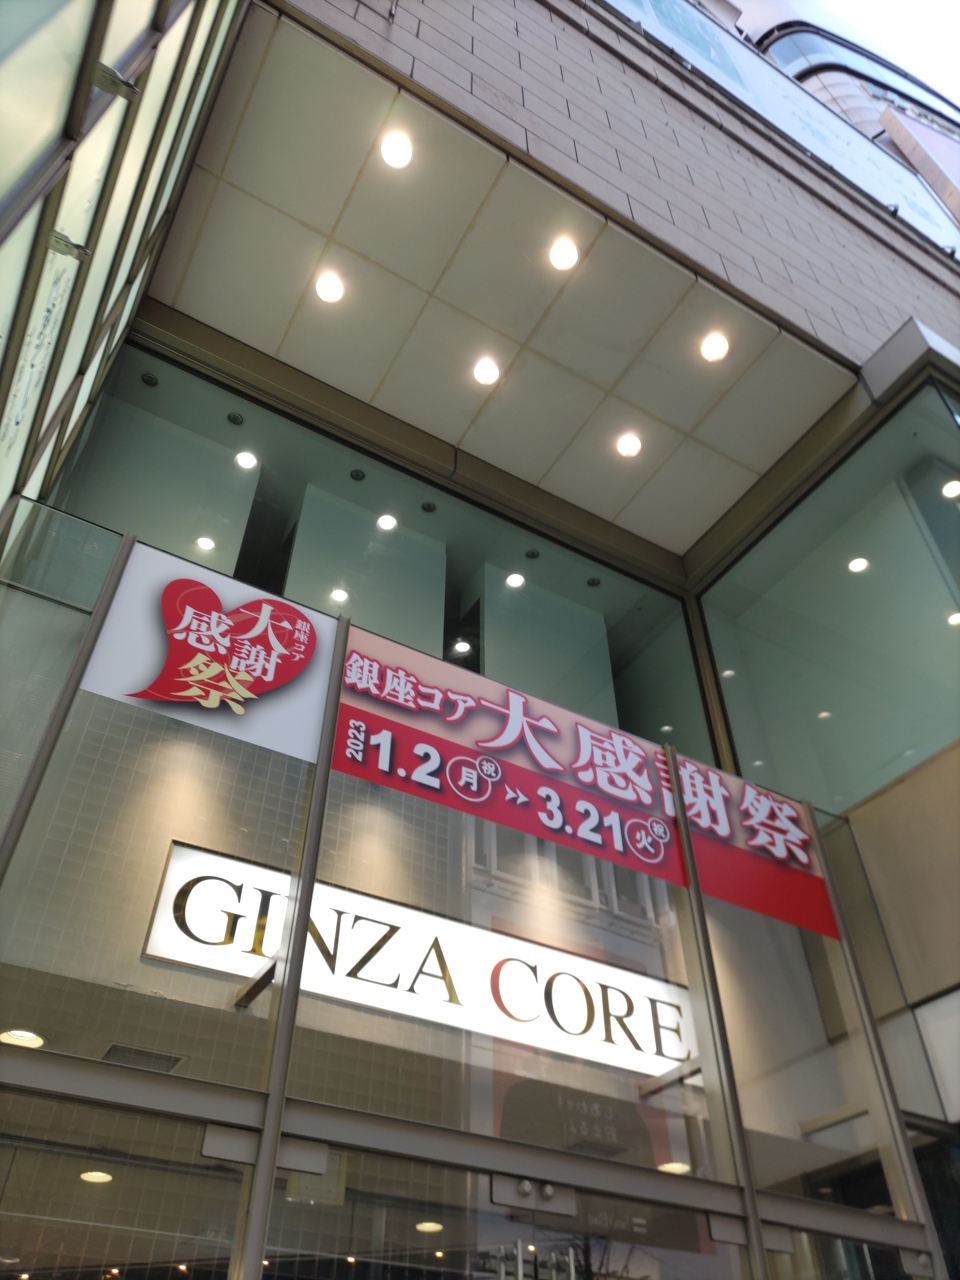 銀座コア
大謝
感祭
銀座コア大感謝祭
2023 1.2(月)(祝) >> 3.21(火)(祝)
GINZA CORE